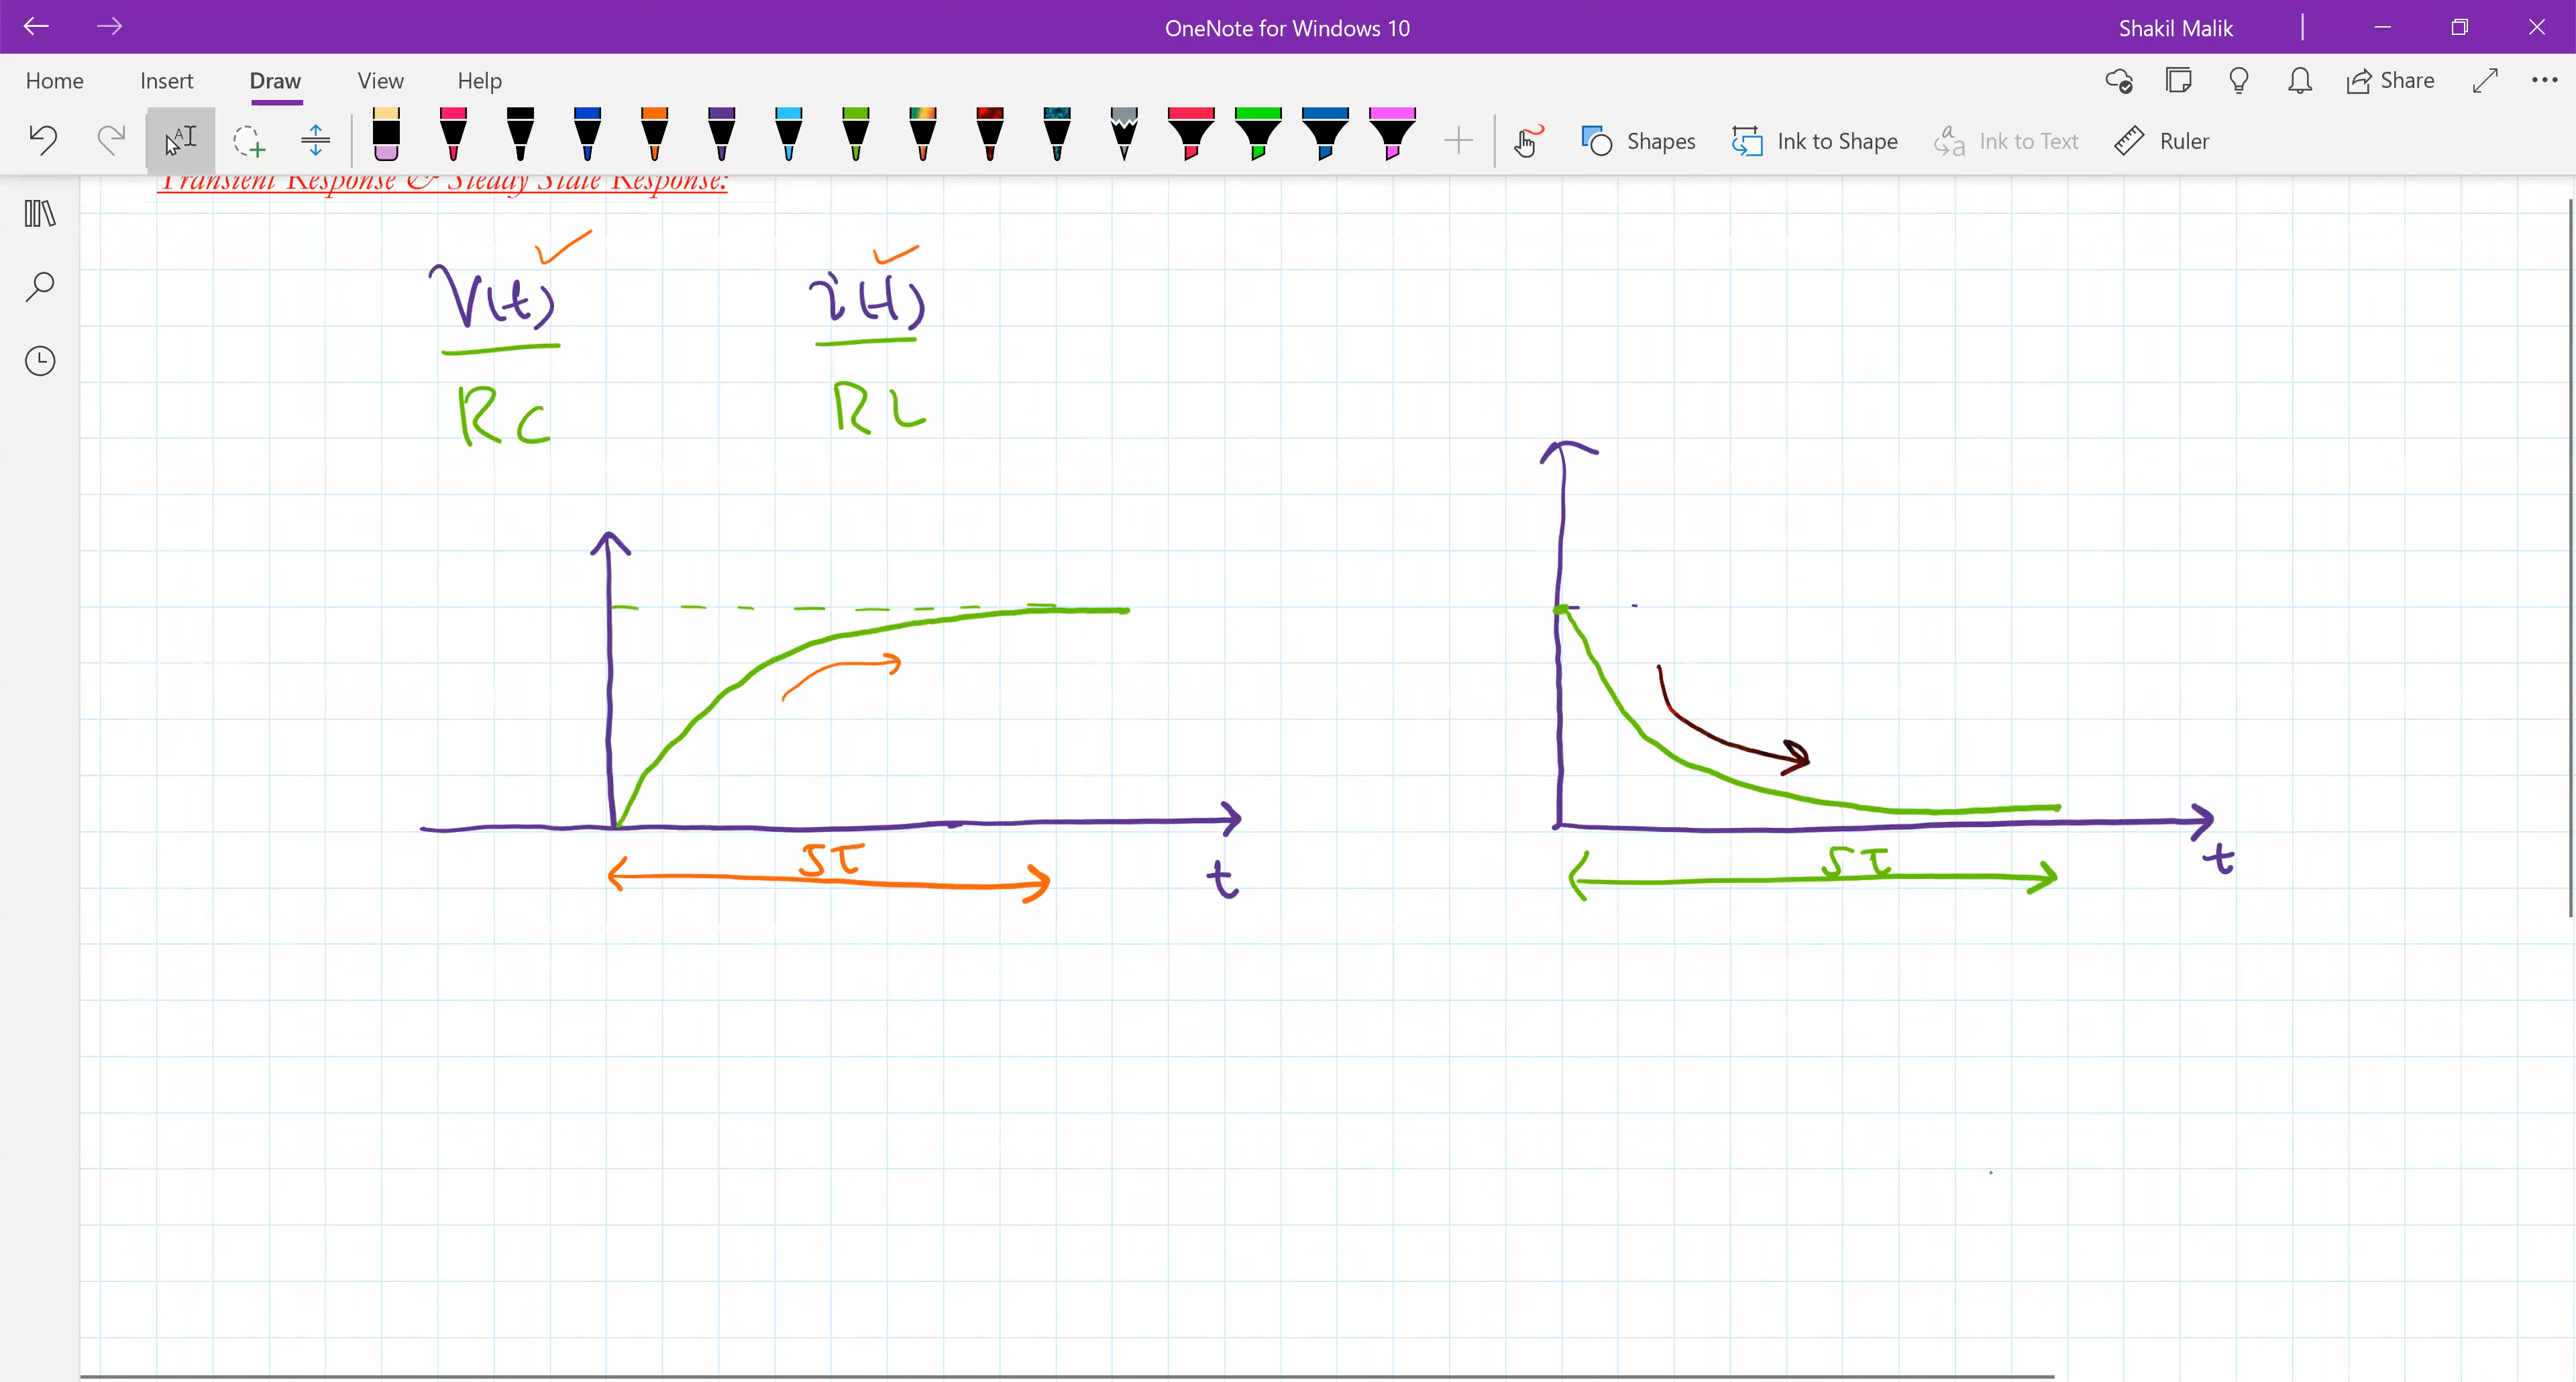 OneNote for Windows 10
Shakil Malik
Home Insert Draw View Help
Share
Shapes Ink to Shape Ink to Text Ruler
Transient Response & Steady State Response:
V(t) i(t)
RC RL
5τ
t
5τ
t